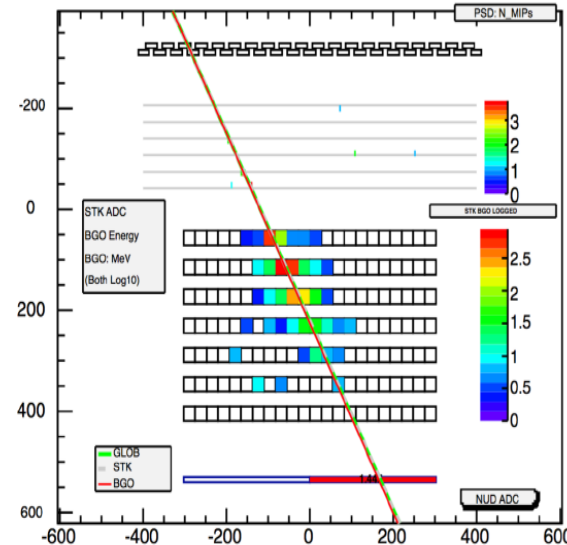 PSD: N_MIPs
-200
0
200
400
600
3
2
1
0
STK BGO LOGGED
STK ADC
BGO Energy
BGO: MeV
(Both Log10)
2.5
2
1.5
1
0.5
0
GLOB
STK
BGO
NUD ADC
-600
-400
-200
0
200
400
600